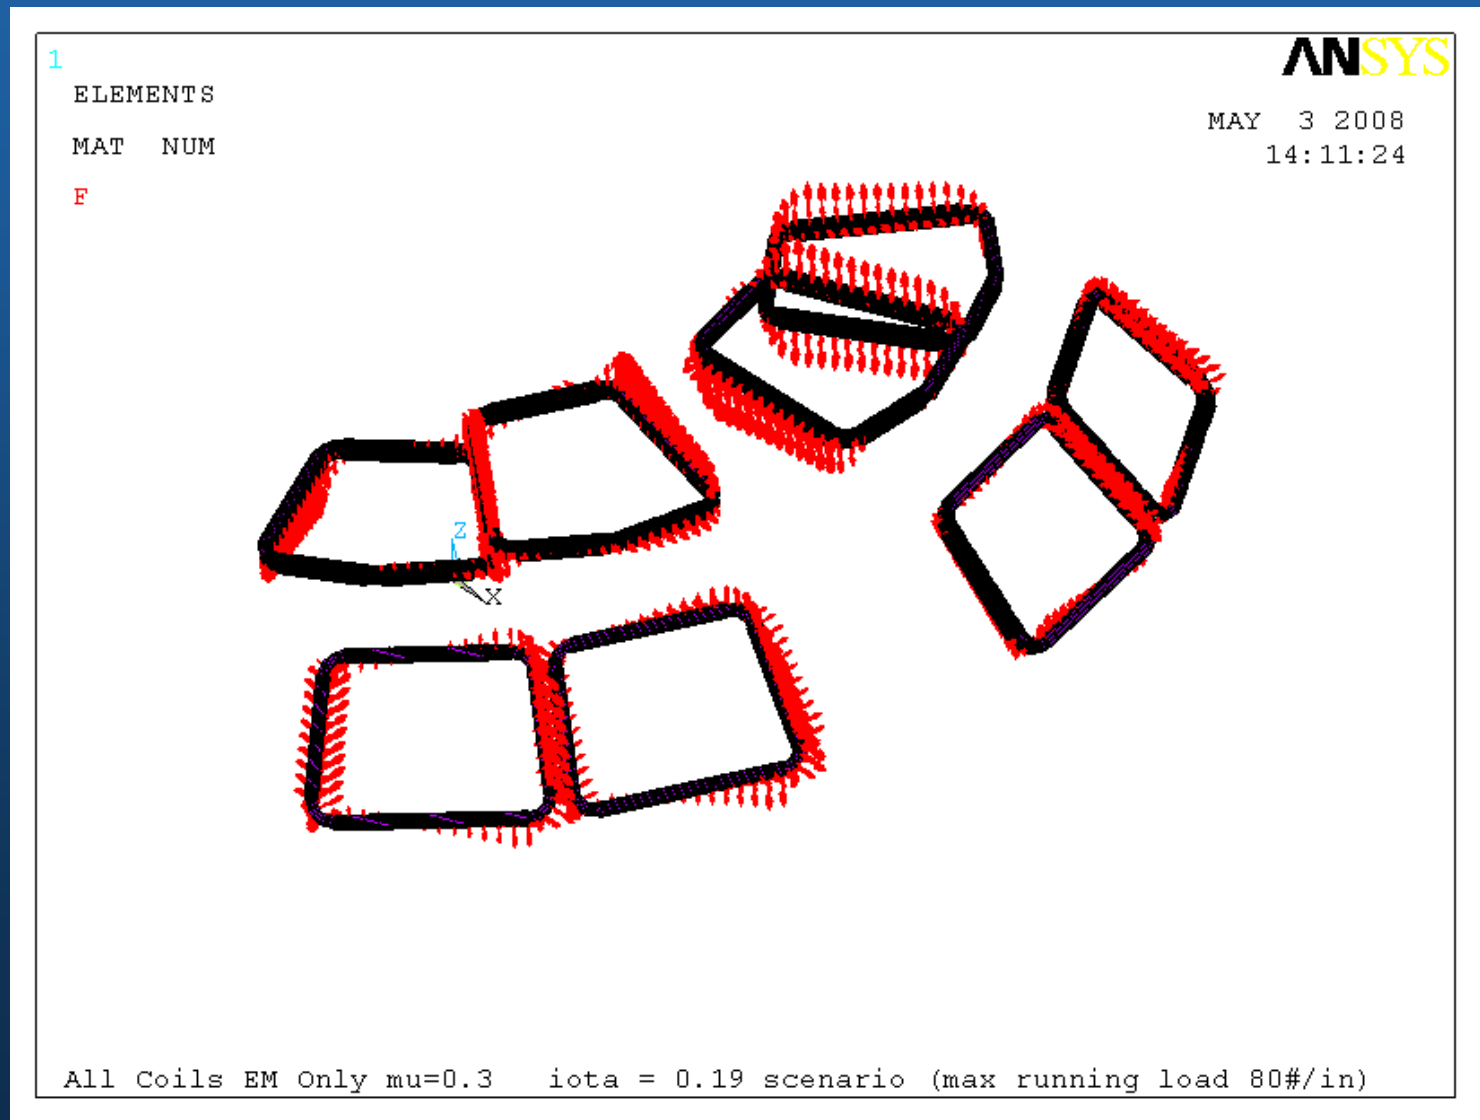 1
ANSYS
ELEMENTS
MAY 3 2008
MAT NUM
14:11:24
F
Z
X
All Coils EM Only mu=0.3 iota = 0.19 scenario (max running load 80#/in)